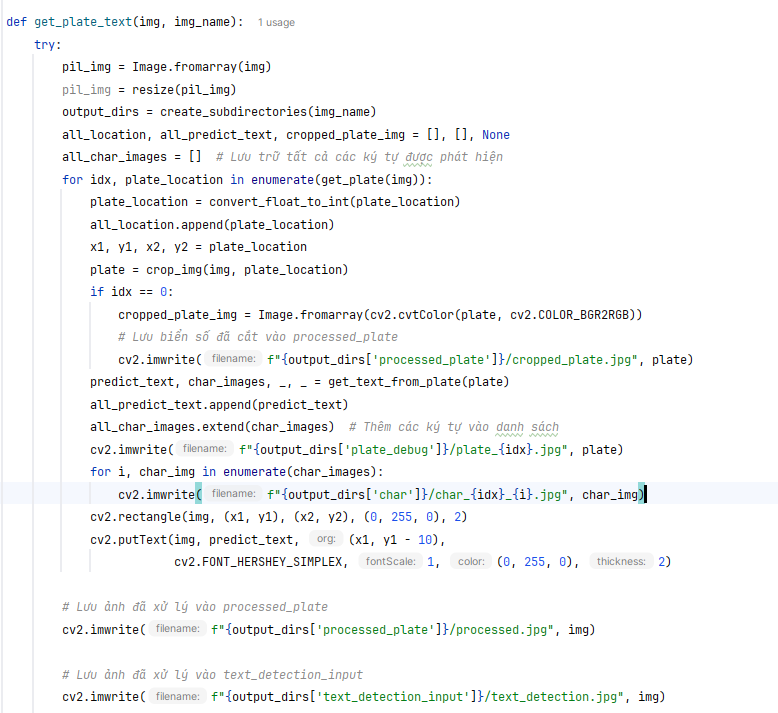 def get_plate_text(img, img_name):  1 usage
    try:
        pil_img = Image.fromarray(img)
        pil_img = resize(pil_img)
        output_dirs = create_subdirectories(img_name)
        all_location, all_predict_text, cropped_plate_img = [], [], None
        all_char_images = []  # Lưu trữ tất cả các ký tự được phát hiện
        for idx, plate_location in enumerate(get_plate(img)):
            plate_location = convert_float_to_int(plate_location)
            all_location.append(plate_location)
            x1, y1, x2, y2 = plate_location
            plate = crop_img(img, plate_location)
            if idx == 0:
                cropped_plate_img = Image.fromarray(cv2.cvtColor(plate, cv2.COLOR_BGR2RGB))
                # Lưu biển số đã cắt vào processed_plate
                cv2.imwrite( filename: f"{output_dirs['processed_plate']}/cropped_plate.jpg", plate)
            predict_text, char_images, _, _ = get_text_from_plate(plate)
            all_predict_text.append(predict_text)
            all_char_images.extend(char_images)  # Thêm các ký tự vào danh sách
            cv2.imwrite( filename: f"{output_dirs['plate_debug']}/plate_{idx}.jpg", plate)
            for i, char_img in enumerate(char_images):
                cv2.imwrite( filename: f"{output_dirs['char']}/char_{idx}_{i}.jpg", char_img)
            cv2.rectangle(img, (x1, y1), (x2, y2), (0, 255, 0), 2)
            cv2.putText(img, predict_text, org: (x1, y1 - 10),
                        cv2.FONT_HERSHEY_SIMPLEX, fontScale: 1, color: (0, 255, 0), thickness: 2)
        # Lưu ảnh đã xử lý vào processed_plate
        cv2.imwrite( filename: f"{output_dirs['processed_plate']}/processed.jpg", img)
        # Lưu ảnh đã xử lý vào text_detection_input
        cv2.imwrite( filename: f"{output_dirs['text_detection_input']}/text_detection.jpg", img)